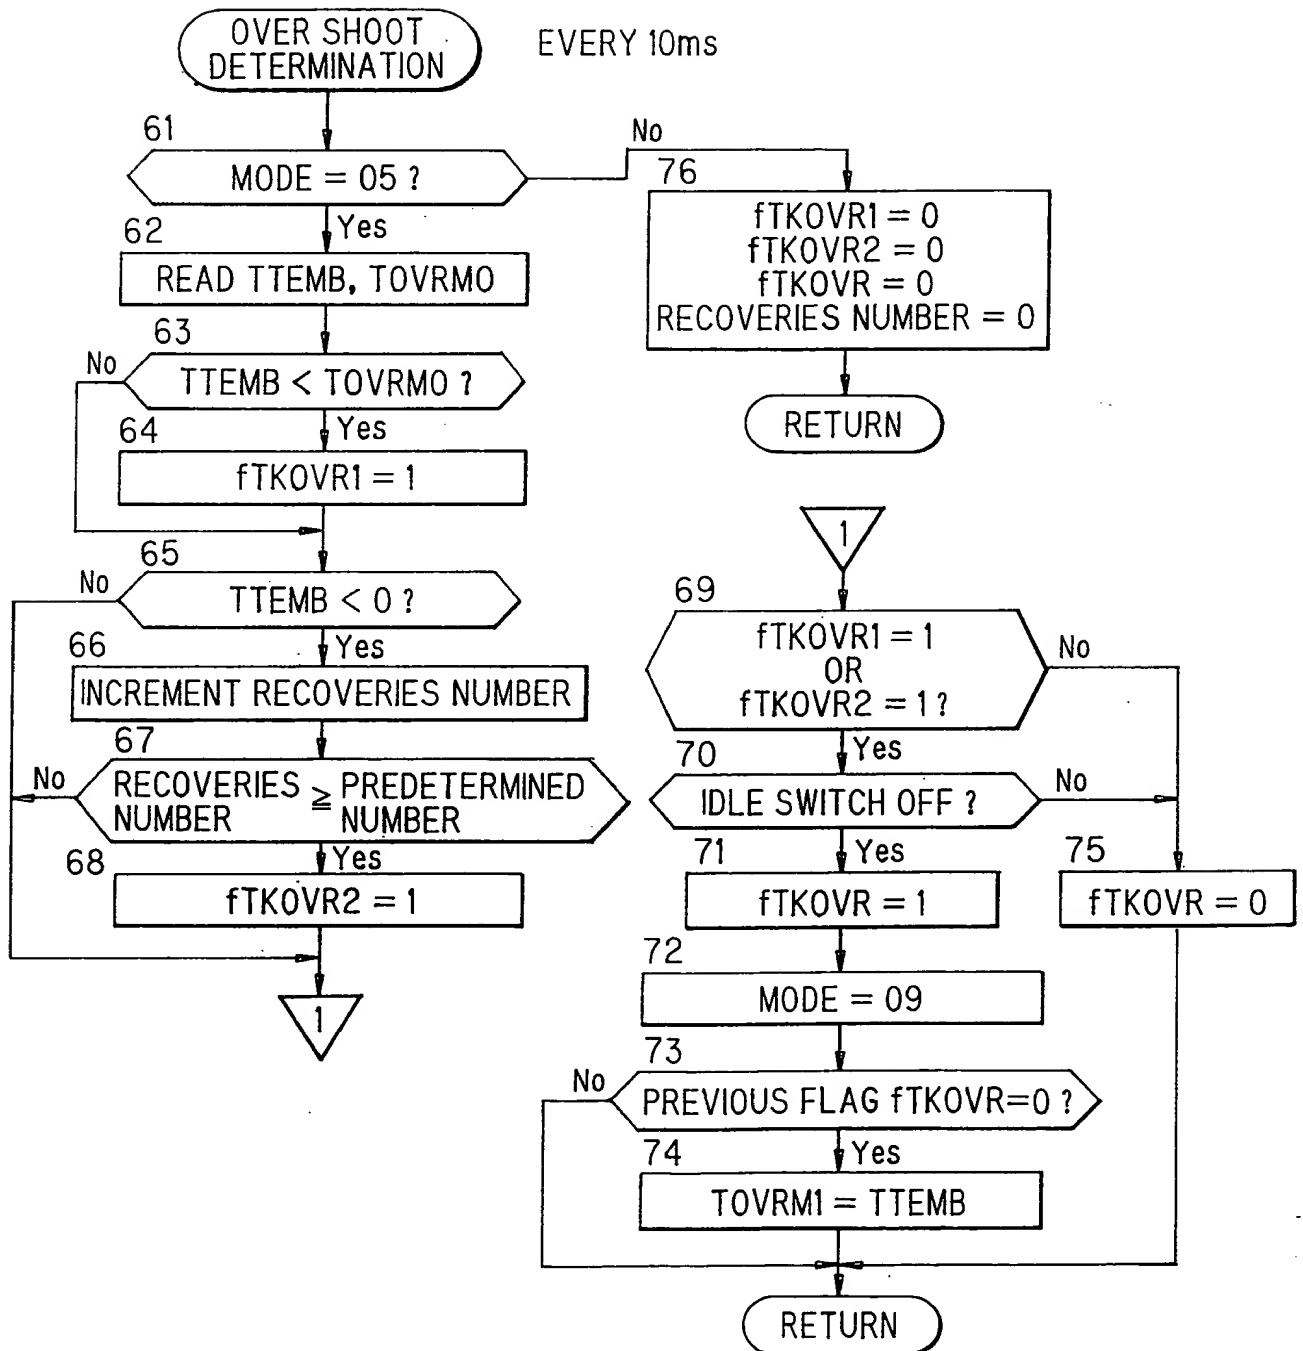 OVER SHOOT
DETERMINATION
EVERY 10ms
61
MODE = 05 ?
No
Yes
62
READ TTEMB, TOVRM0
63
No
TTEMB < TOVRM0 ?
Yes
64
fTKOVR1 = 1
65
No
TTEMB < 0 ?
Yes
66
INCREMENT RECOVERIES NUMBER
67
No
RECOVERIES ≧ PREDETERMINED
NUMBER NUMBER
Yes
68
fTKOVR2 = 1
1
76
fTKOVR1 = 0
fTKOVR2 = 0
fTKOVR = 0
RECOVERIES NUMBER = 0
RETURN
1
69
fTKOVR1 = 1
OR
fTKOVR2 = 1 ?
No
Yes
70
IDLE SWITCH OFF ?
No
Yes
71
fTKOVR = 1
75
fTKOVR = 0
72
MODE = 09
73
No
PREVIOUS FLAG fTKOVR=0 ?
Yes
74
TOVRM1 = TTEMB
RETURN